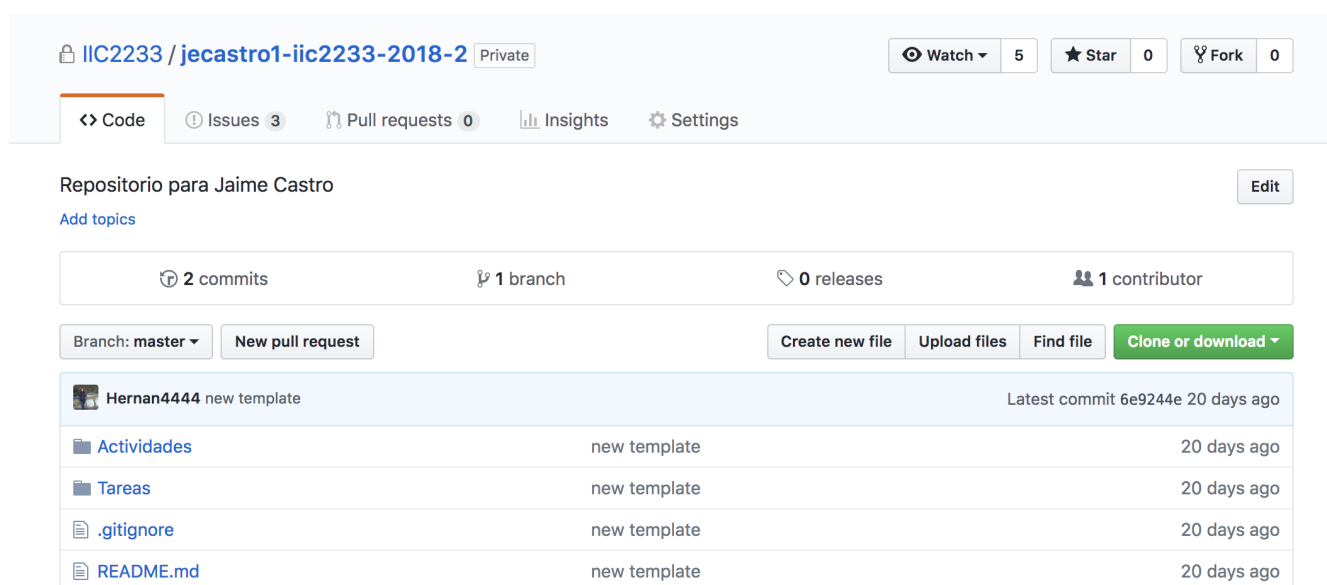 IIC2233 / jecastro1-iic2233-2018-2 Private Watch 5 Star 0 Fork 0
Code Issues 3 Pull requests 0 Insights Settings
Repositorio para Jaime Castro Edit
Add topics
2 commits 1 branch 0 releases 1 contributor
Branch: master New pull request Create new file Upload files Find file Clone or download
Hernan4444 new template Latest commit 6e9244e 20 days ago
Actividades new template 20 days ago
Tareas new template 20 days ago
.gitignore new template 20 days ago
README.md new template 20 days ago